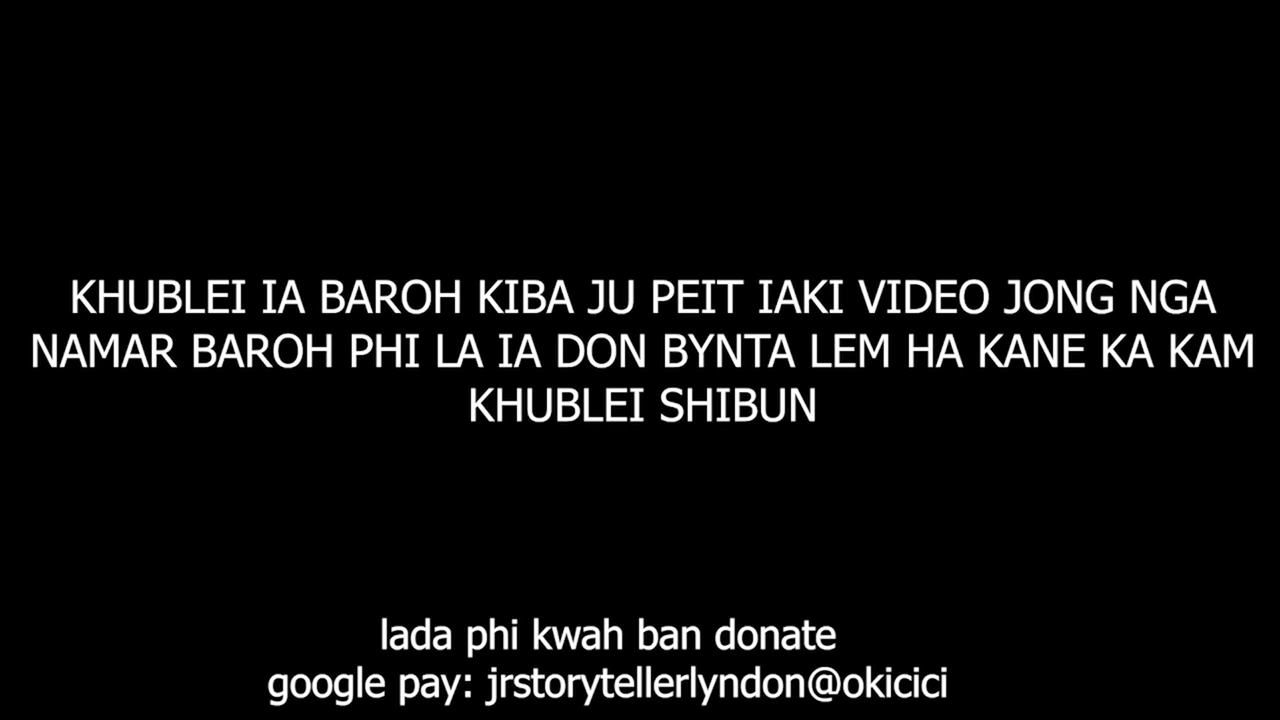 KHUBLEI IA BAROH KIBA JU PEIT IAKI VIDEO JONG NGA
NAMAR BAROH PHI LA IA DON BYNTA LEM HA KANE KA KAM
KHUBLEI SHIBUN
lada phi kwah ban donate
google pay: jrstorytellerlyndon@okicici